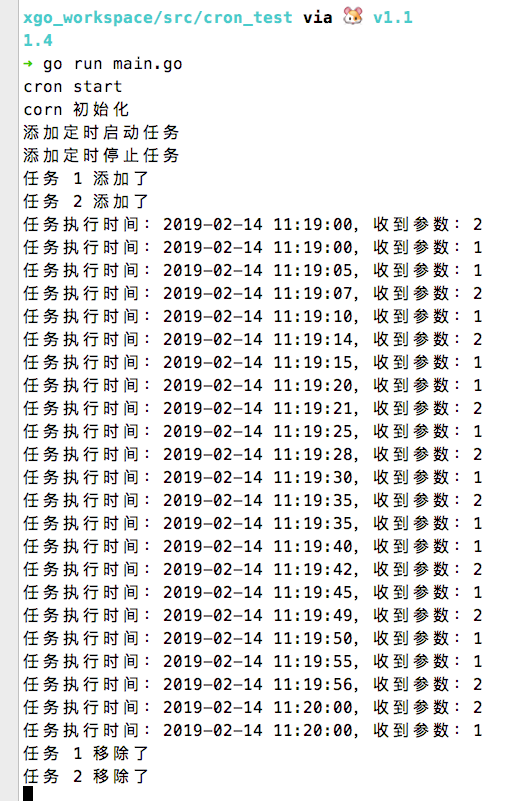 xgo_workspace/src/cron_test via 🐹 v1.1
1.4
➜ go run main.go
cron start
corn 初始化
添加定时启动任务
添加定时停止任务
任务 1 添加了
任务 2 添加了
任务执行时间：2019-02-14 11:19:00, 收到参数：2
任务执行时间：2019-02-14 11:19:00, 收到参数：1
任务执行时间：2019-02-14 11:19:05, 收到参数：1
任务执行时间：2019-02-14 11:19:07, 收到参数：2
任务执行时间：2019-02-14 11:19:10, 收到参数：1
任务执行时间：2019-02-14 11:19:14, 收到参数：2
任务执行时间：2019-02-14 11:19:15, 收到参数：1
任务执行时间：2019-02-14 11:19:20, 收到参数：1
任务执行时间：2019-02-14 11:19:21, 收到参数：2
任务执行时间：2019-02-14 11:19:25, 收到参数：1
任务执行时间：2019-02-14 11:19:28, 收到参数：2
任务执行时间：2019-02-14 11:19:30, 收到参数：1
任务执行时间：2019-02-14 11:19:35, 收到参数：2
任务执行时间：2019-02-14 11:19:35, 收到参数：1
任务执行时间：2019-02-14 11:19:40, 收到参数：1
任务执行时间：2019-02-14 11:19:42, 收到参数：2
任务执行时间：2019-02-14 11:19:45, 收到参数：1
任务执行时间：2019-02-14 11:19:49, 收到参数：2
任务执行时间：2019-02-14 11:19:50, 收到参数：1
任务执行时间：2019-02-14 11:19:55, 收到参数：1
任务执行时间：2019-02-14 11:19:56, 收到参数：2
任务执行时间：2019-02-14 11:20:00, 收到参数：2
任务执行时间：2019-02-14 11:20:00, 收到参数：1
任务 1 移除了
任务 2 移除了